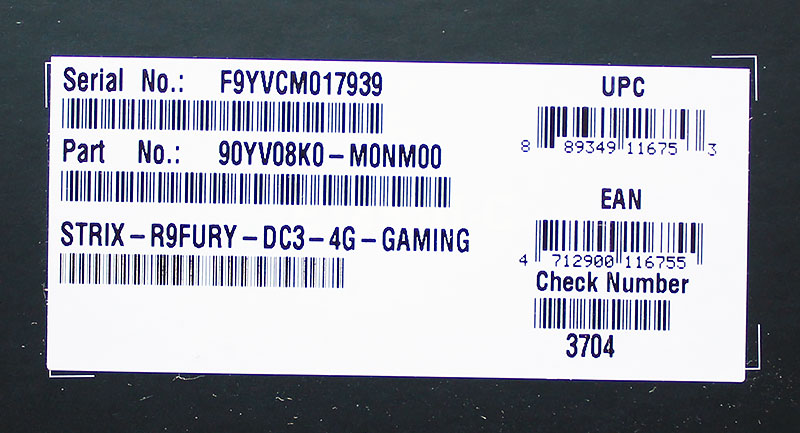 Serial No.: F9YVCM017939
Part No.: 90YV08K0-M0NM00
STRIX-R9FURY-DC3-4G-GAMING
UPC
8 89349 11675 3
EAN
4 712900 116755
Check Number
3704